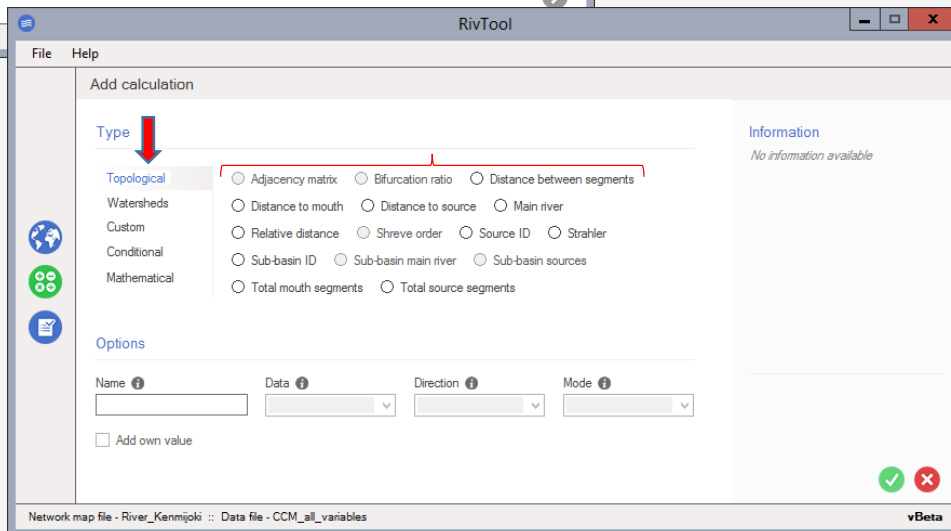 RivTool
File Help
Add calculation
Type
Information
No information available
Topological
Watersheds
Custom
Conditional
Mathematical
Adjacency matrix Bifurcation ratio Distance between segments
Distance to mouth Distance to source Main river
Relative distance Shreve order Source ID Strahler
Sub-basin ID Sub-basin main river Sub-basin sources
Total mouth segments Total source segments
Options
Name Data Direction Mode
Add own value
Network map file - River_Kenmijoki :: Data file - CCM_all_variables vBeta